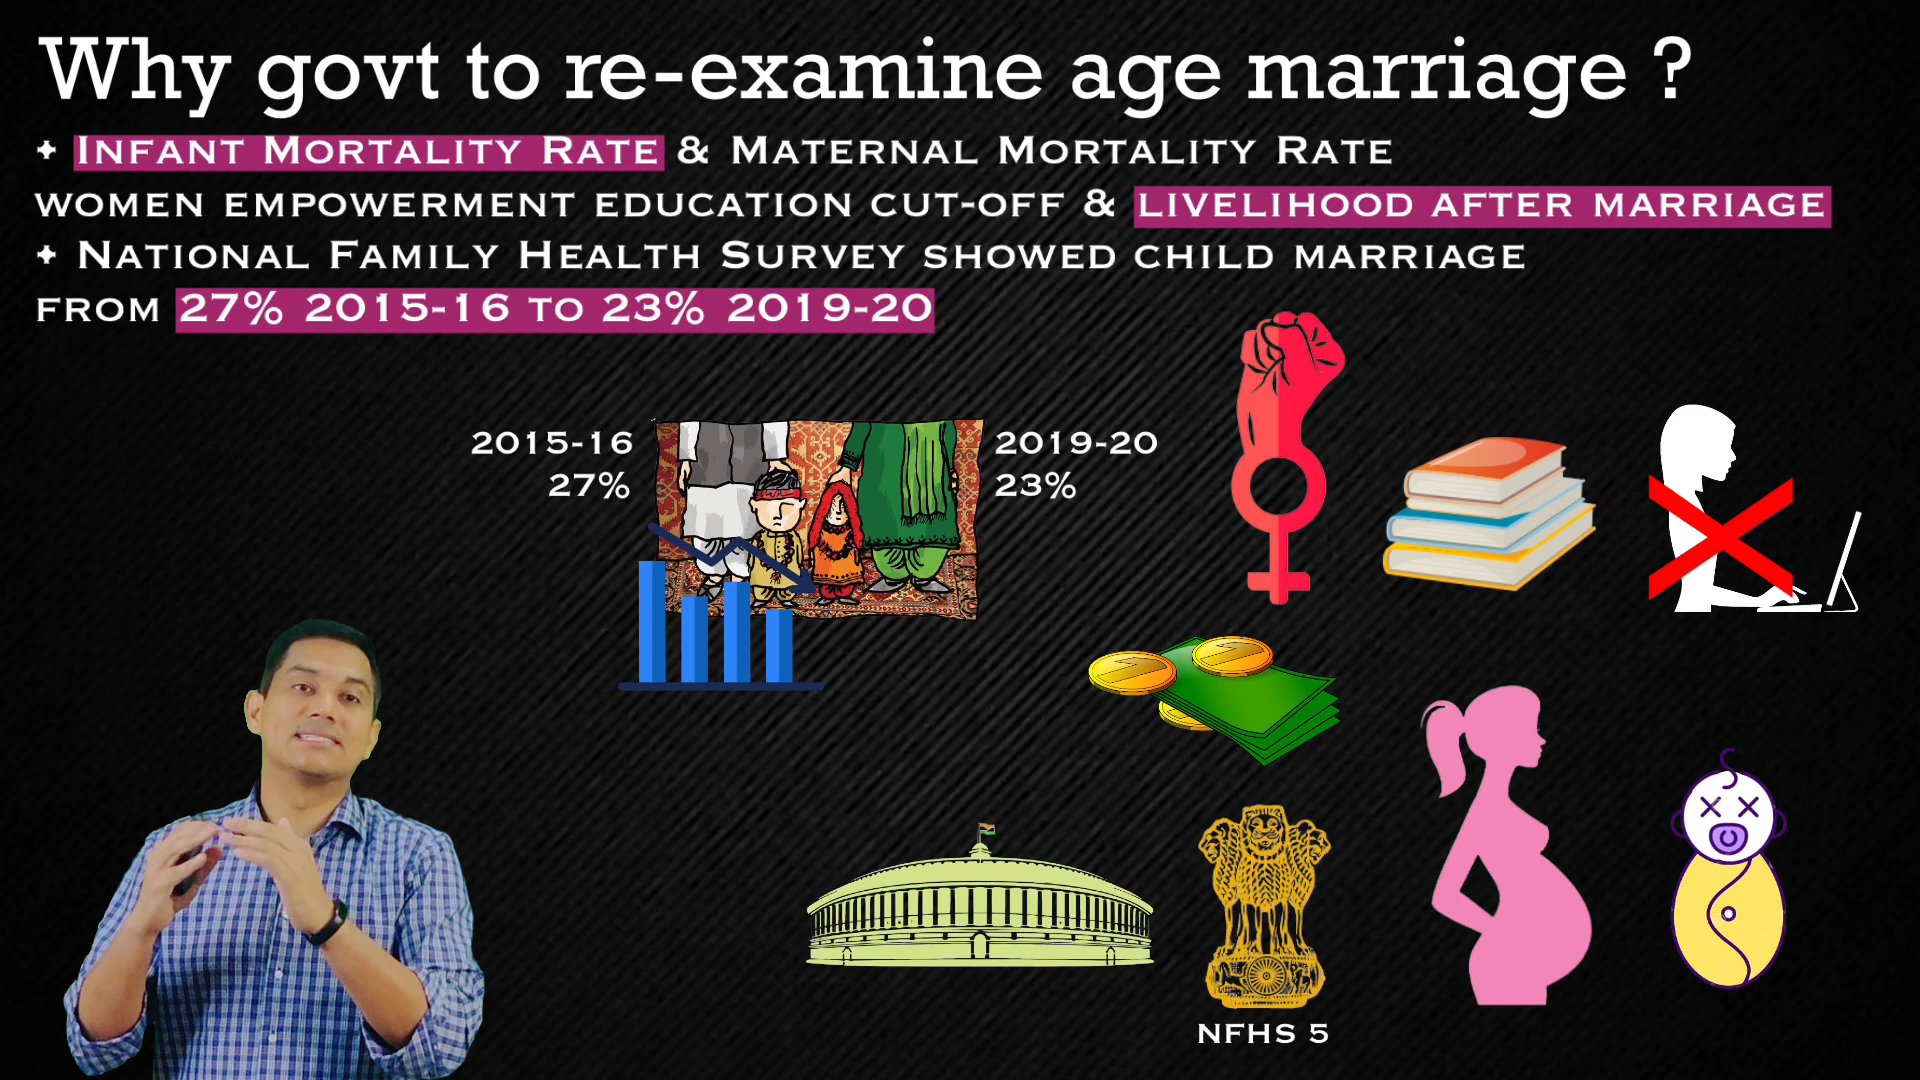 Why govt to re-examine age marriage ?
+ Infant Mortality Rate & Maternal Mortality Rate
women empowerment education cut-off & livelihood after marriage
+ National Family Health Survey showed child marriage
from 27% 2015-16 to 23% 2019-20
2015-16
27%
2019-20
23%
NFHS 5